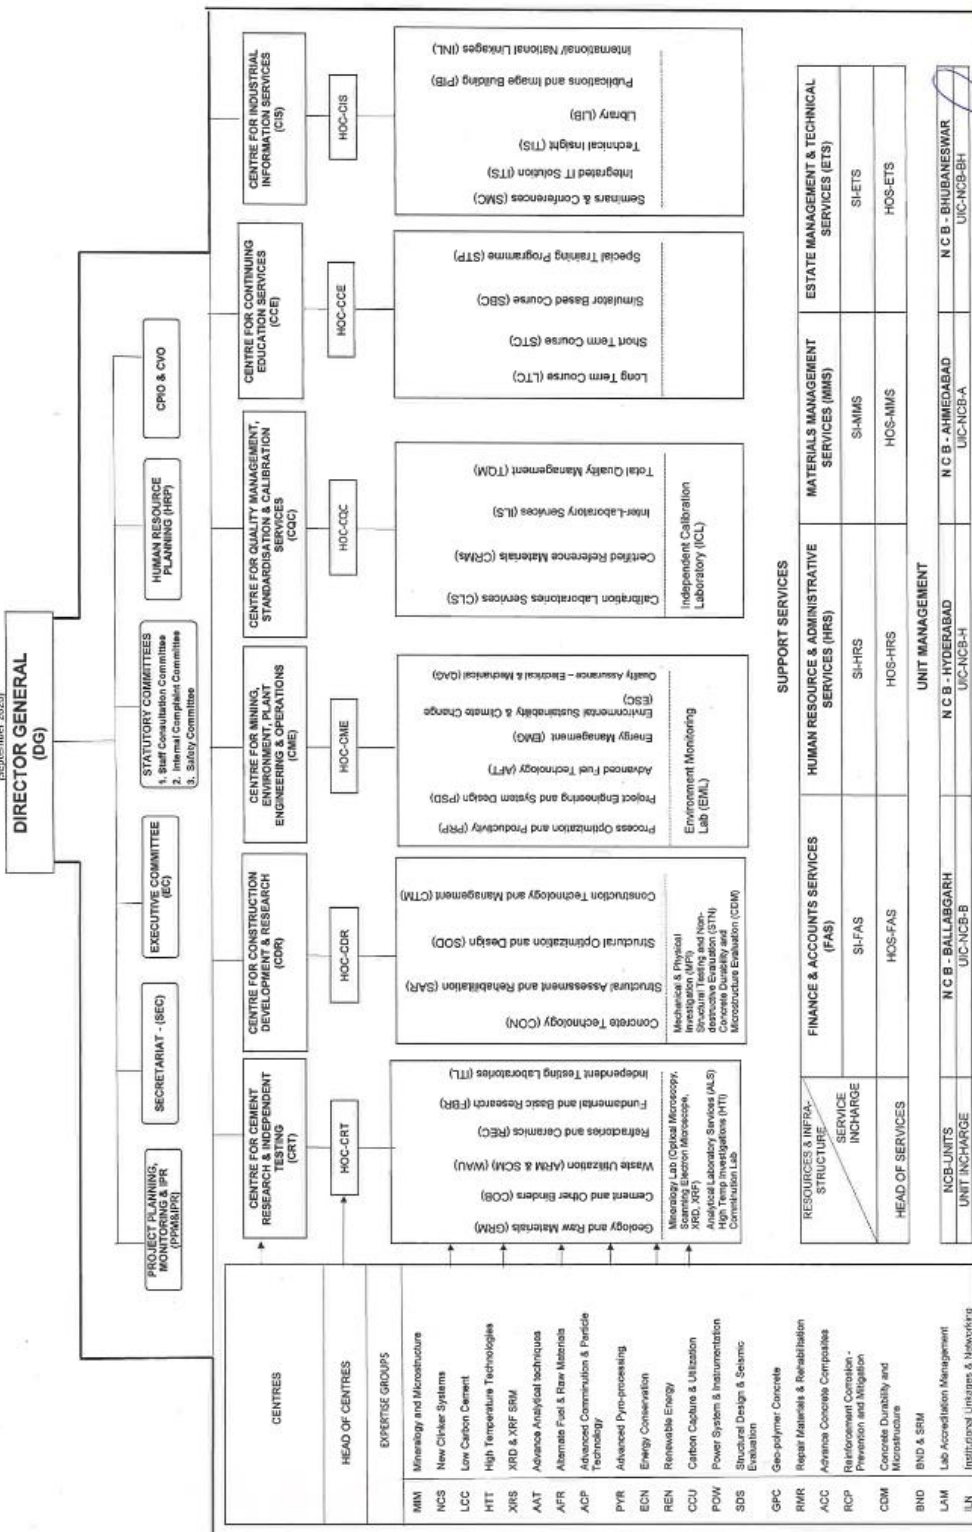 DIRECTOR GENERAL
(DG)
PROJECT PLANNING,
MONITORING & IPR
(PPM&IPR)
SECRETARIAT - (SEC)
EXECUTIVE COMMITTEE
(EC)
STATUTORY COMMITTEES
1. Staff Consultation Committee
2. Internal Complaint Committee
3. Safety Committee
HUMAN RESOURCE
PLANNING (HRP)
CPIO & CVO
CENTRES
CENTRE FOR CEMENT
RESEARCH & INDEPENDENT
TESTING
(CRT)
CENTRE FOR CONSTRUCTION
DEVELOPMENT & RESEARCH
(CDR)
CENTRE FOR MINING,
ENVIRONMENT, PLANT
ENGINEERING & OPERATIONS
(CME)
CENTRE FOR QUALITY MANAGEMENT,
STANDARDISATION & CALIBRATION
SERVICES
(CQC)
CENTRE FOR CONTINUING
EDUCATION SERVICES
(CCE)
CENTRE FOR INDUSTRIAL
INFORMATION SERVICES
(CIS)
HEAD OF CENTRES
HOC-CRT
HOC-CDR
HOC-CME
HOC-CQC
HOC-CCE
HOC-CIS
EXPERTISE GROUPS
MIM Mineralogy and Microstructure
NCS New Clinker Systems
LCC Low Carbon Cement
HTT High Temperature Technologies
XRS XRD & XRF SRM
AAT Advance Analytical techniques
AFR Alternate Fuel & Raw Materials
ACP Advanced Comminution & Particle
Technology
PYR Advanced Pyro-processing
ECN Energy Conservation
REN Renewable Energy
CCU Carbon Capture & Utilization
POW Power System & Instrumentation
SDS Structural Design & Seismic
Evaluation
GPC Geo-polymer Concrete
RMR Repair Materials & Rehabilitation
ACC Advance Concrete Composites
RCP Reinforcement Corrosion -
Prevention and Mitigation
CDM Concrete Durability and
Microstructure
BND BND & SRM
LAM Lab Accreditation Management
ILN Institutional Linkages & Networking
Geology and Raw Materials (GRM)
Cement and Other Binders (COB)
Waste Utilization (ARM & SCM) (WAU)
Refractories and Ceramics (REC)
Fundamental and Basic Research (FBR)
Independent Testing Laboratories (ITL)
Mineralogy Lab (Optical Microscopy,
Scanning Electron Microscope,
XRD, XRF)
Analytical Laboratory Services (ALS)
High Temp Investigations (HTI)
Comminution Lab
Concrete Technology (CON)
Structural Assessment and Rehabilitation (SAR)
Structural Optimization and Design (SOD)
Construction Technology and Management (CTM)
Mechanical & Physical
Investigation (MPI)
Structural Testing and Non-
destructive Evaluation (STN)
Concrete Durability and
Microstructure Evaluation (CDM)
Process Optimization and Productivity (PRP)
Project Engineering and System Design (PSD)
Advanced Fuel Technology (AFT)
Energy Management (EMG)
Environmental Sustainability & Climate Change
(ESC)
Quality Assurance – Electrical & Mechanical (QAG)
Environment Monitoring
Lab (EML)
Calibration Laboratories Services (CLS)
Certified Reference Materials (CRMs)
Inter-Laboratory Services (ILS)
Total Quality Management (TQM)
Independent Calibration
Laboratory (ICL)
Long Term Course (LTC)
Short Term Course (STC)
Simulator Based Course (SBC)
Special Training Programme (STP)
Seminars & Conferences (SMC)
Integrated IT Solution (ITS)
Technical Insight (TIS)
Library (LIB)
Publications and Image Building (PIB)
International/ National Linkages (INL)
SUPPORT SERVICES
RESOURCES & INFRA-
STRUCTURE
FINANCE & ACCOUNTS SERVICES
(FAS)
HUMAN RESOURCE & ADMINISTRATIVE
SERVICES (HRS)
MATERIALS MANAGEMENT
SERVICES (MMS)
ESTATE MANAGEMENT & TECHNICAL
SERVICES (ETS)
SERVICE
INCHARGE
SI-FAS
SI-HRS
SI-MMS
SI-ETS
HEAD OF SERVICES
HOS-FAS
HOS-HRS
HOS-MMS
HOS-ETS
UNIT MANAGEMENT
NCB-UNITS
N C B - BALLABGARH
N C B - HYDERABAD
N C B - AHMEDABAD
N C B - BHUBANESWAR
UNIT INCHARGE
UIC-NCB-B
UIC-NCB-H
UIC-NCB-A
UIC-NCB-BH